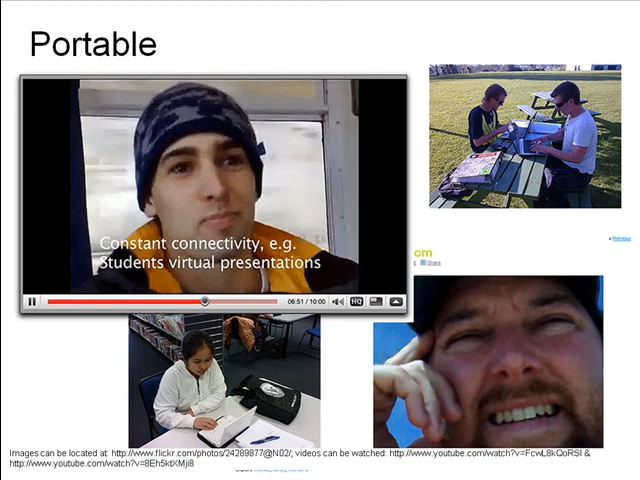 Portable
Constant connectivity, e.g.
Students virtual presentations
06:51 / 10:00
HQ
« Previous
om
Share
Images can be located at: http://www.flickr.com/photos/24289877@N02/, videos can be watched: http://www.youtube.com/watch?v=FcwL8kQoRSI &
http://www.youtube.com/watch?v=8Eh5ktXMji8